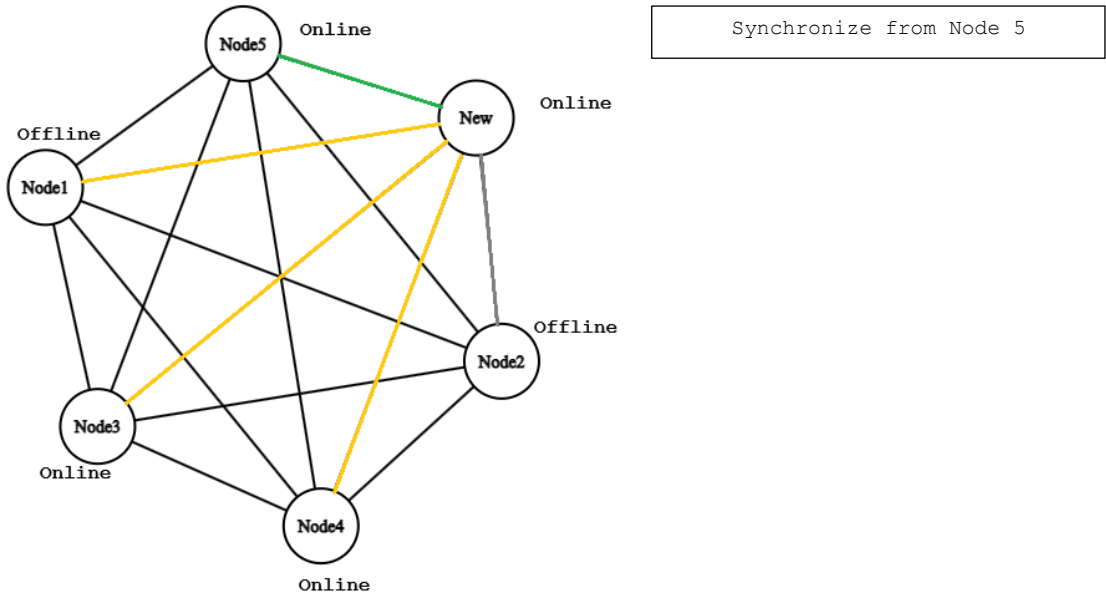 Node5
Online
Synchronize from Node 5
New
Online
Offline
Node1
Offline
Node2
Node3
Online
Node4
Online